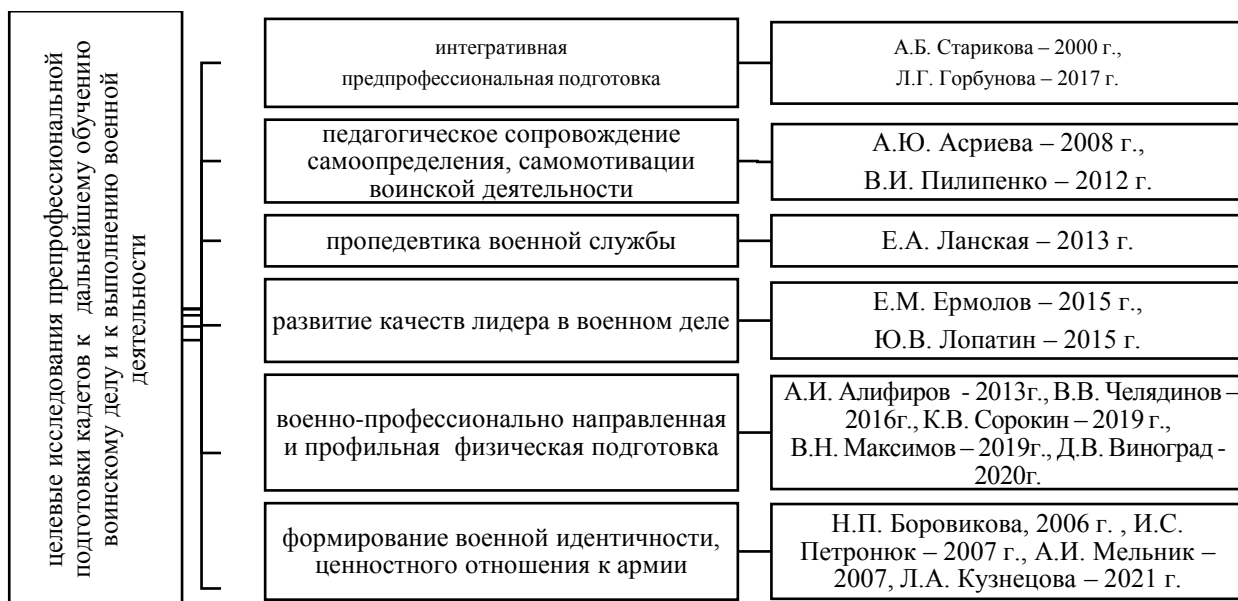 целевые исследования препрофессиональной
подготовки кадетов к дальнейшему обучению
воинскому делу и к выполнению военной
деятельности
интегративная
предпрофессиональная подготовка
А.Б. Старикова – 2000 г.,
Л.Г. Горбунова – 2017 г.
педагогическое сопровождение
самоопределения, самомотивации
воинской деятельности
А.Ю. Асриева – 2008 г.,
В.И. Пилипенко – 2012 г.
пропедевтика военной службы
Е.А. Ланская – 2013 г.
развитие качеств лидера в военном деле
Е.М. Ермолов – 2015 г.,
Ю.В. Лопатин – 2015 г.
военно-профессионально направленная
и профильная физическая подготовка
А.И. Алифиров - 2013г., В.В. Челядинов –
2016г., К.В. Сорокин – 2019 г.,
В.Н. Максимов – 2019г., Д.В. Виноград -
2020г.
формирование военной идентичности,
ценностного отношения к армии
Н.П. Боровикова, 2006 г. , И.С.
Петронюк – 2007 г., А.И. Мельник –
2007, Л.А. Кузнецова – 2021 г.